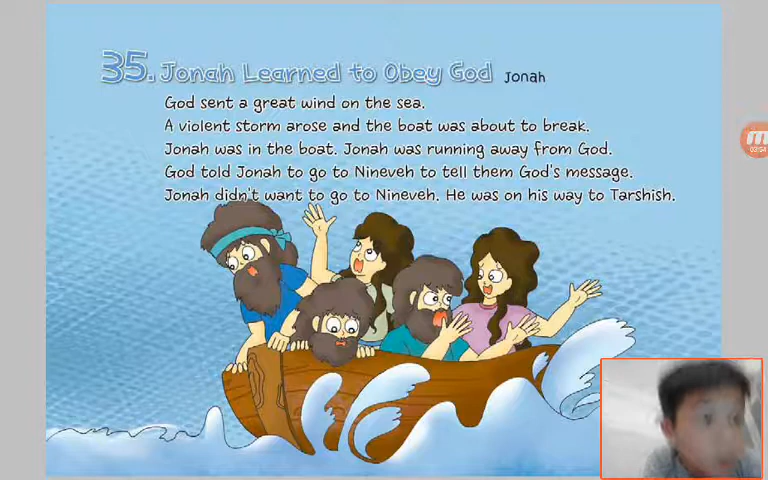 35. Jonah Learned to Obey God Jonah
God sent a great wind on the sea.
A violent storm arose and the boat was about to break.
Jonah was in the boat. Jonah was running away from God.
God told Jonah to go to Nineveh to tell them God's message.
Jonah didn't want to go to Nineveh. He was on his way to Tarshish.
M
03:54